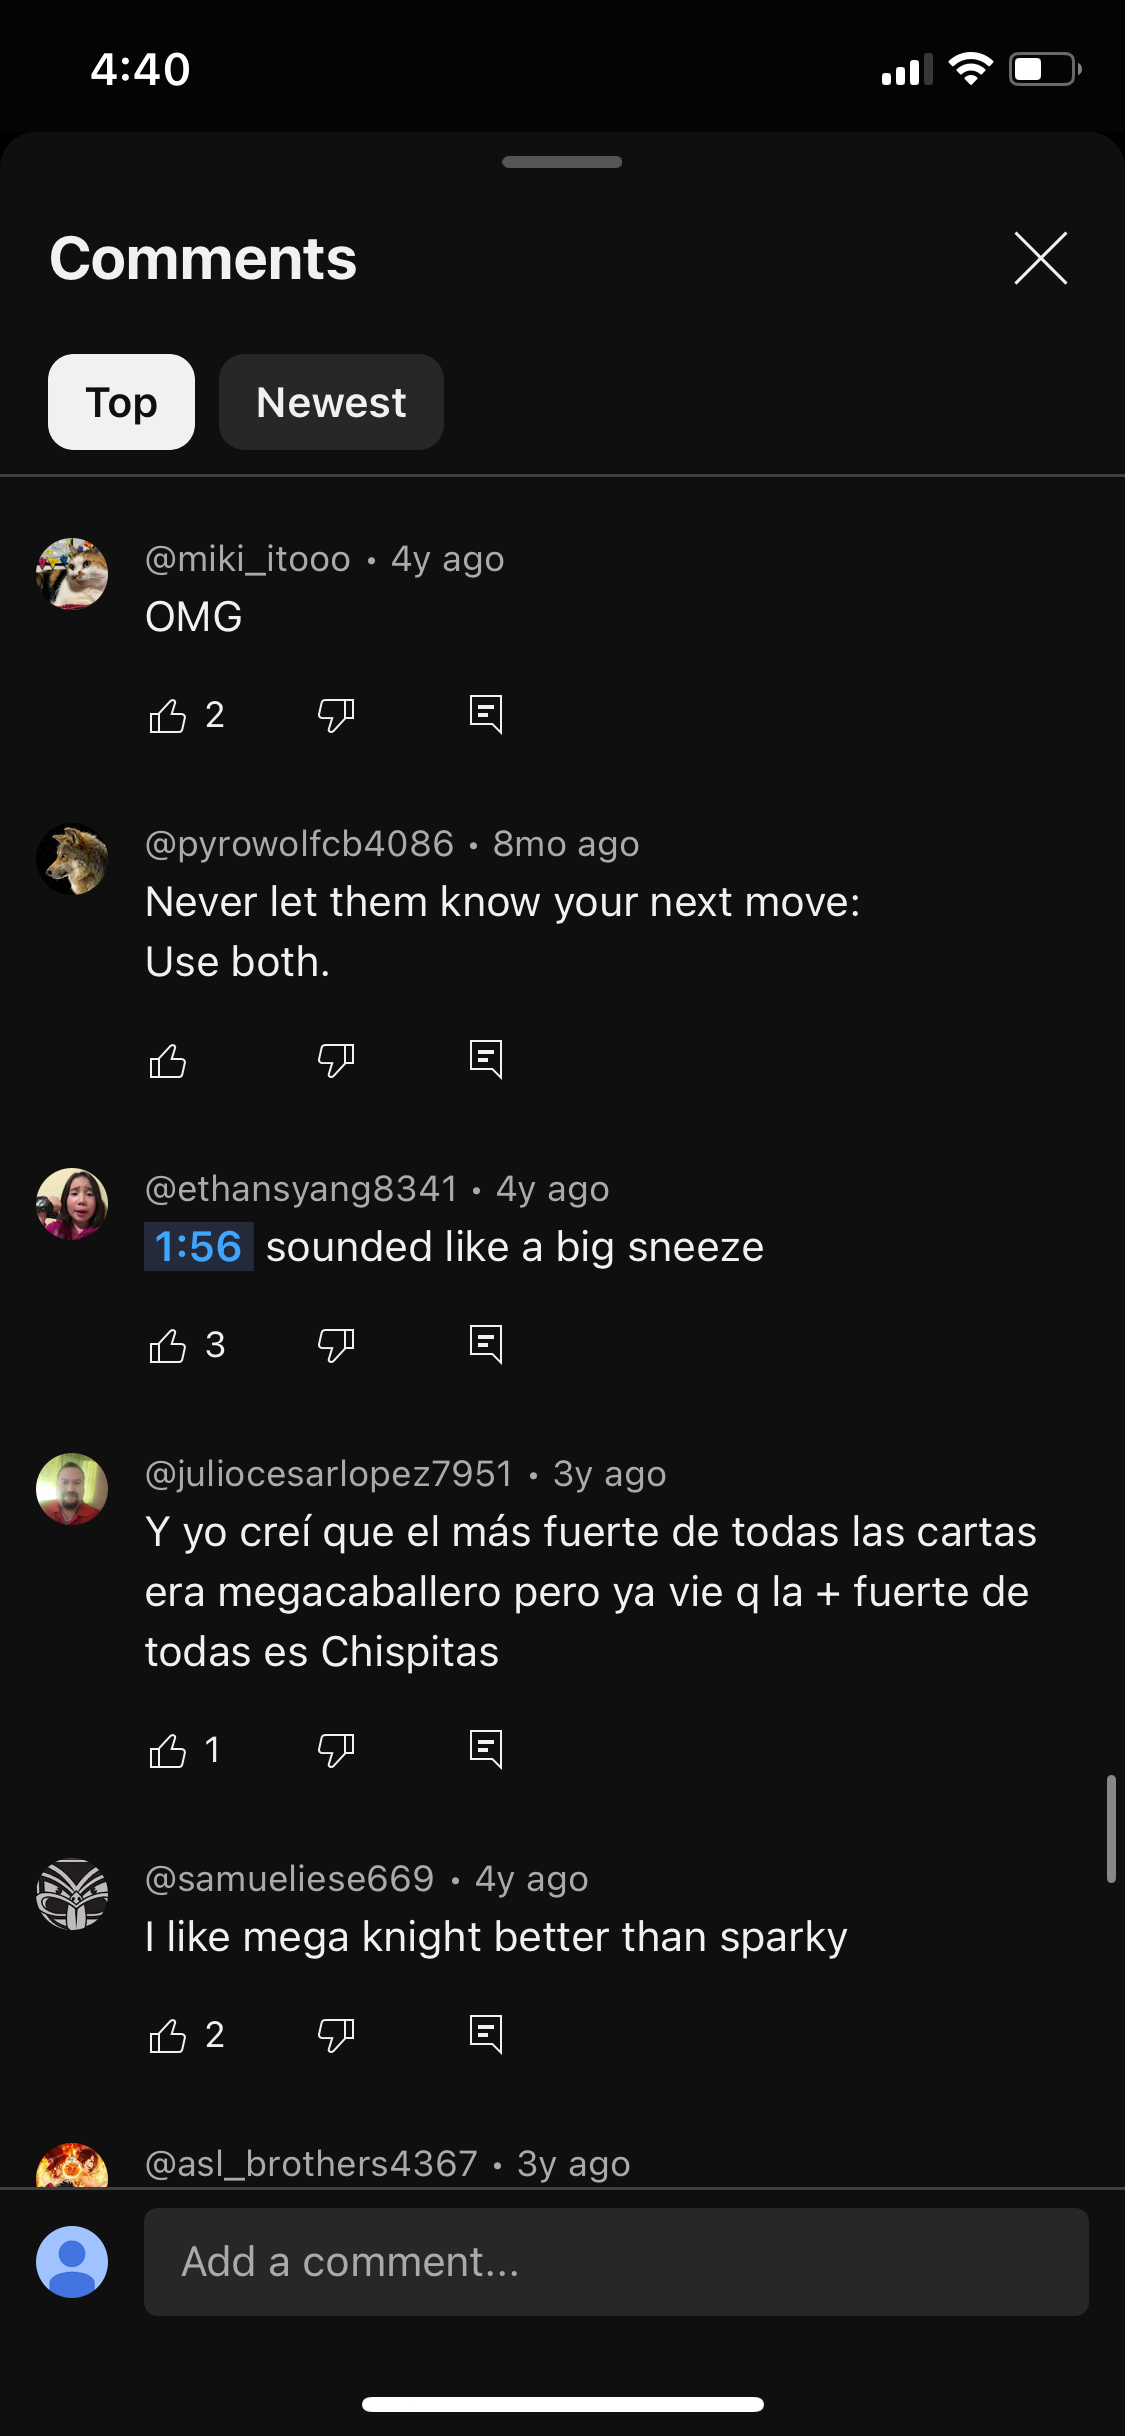 4:40
Comments
Top
Newest
@miki_itooo • 4y ago
OMG
2
@pyrowolfcb4086 • 8mo ago
Never let them know your next move:
Use both.
@ethansyang8341 • 4y ago
1:56 sounded like a big sneeze
3
@juliocesarlopez7951 • 3y ago
Y yo creí que el más fuerte de todas las cartas
era megacaballero pero ya vie q la + fuerte de
todas es Chispitas
1
@samueliese669 • 4y ago
I like mega knight better than sparky
2
@asl_brothers4367 • 3y ago
Add a comment...